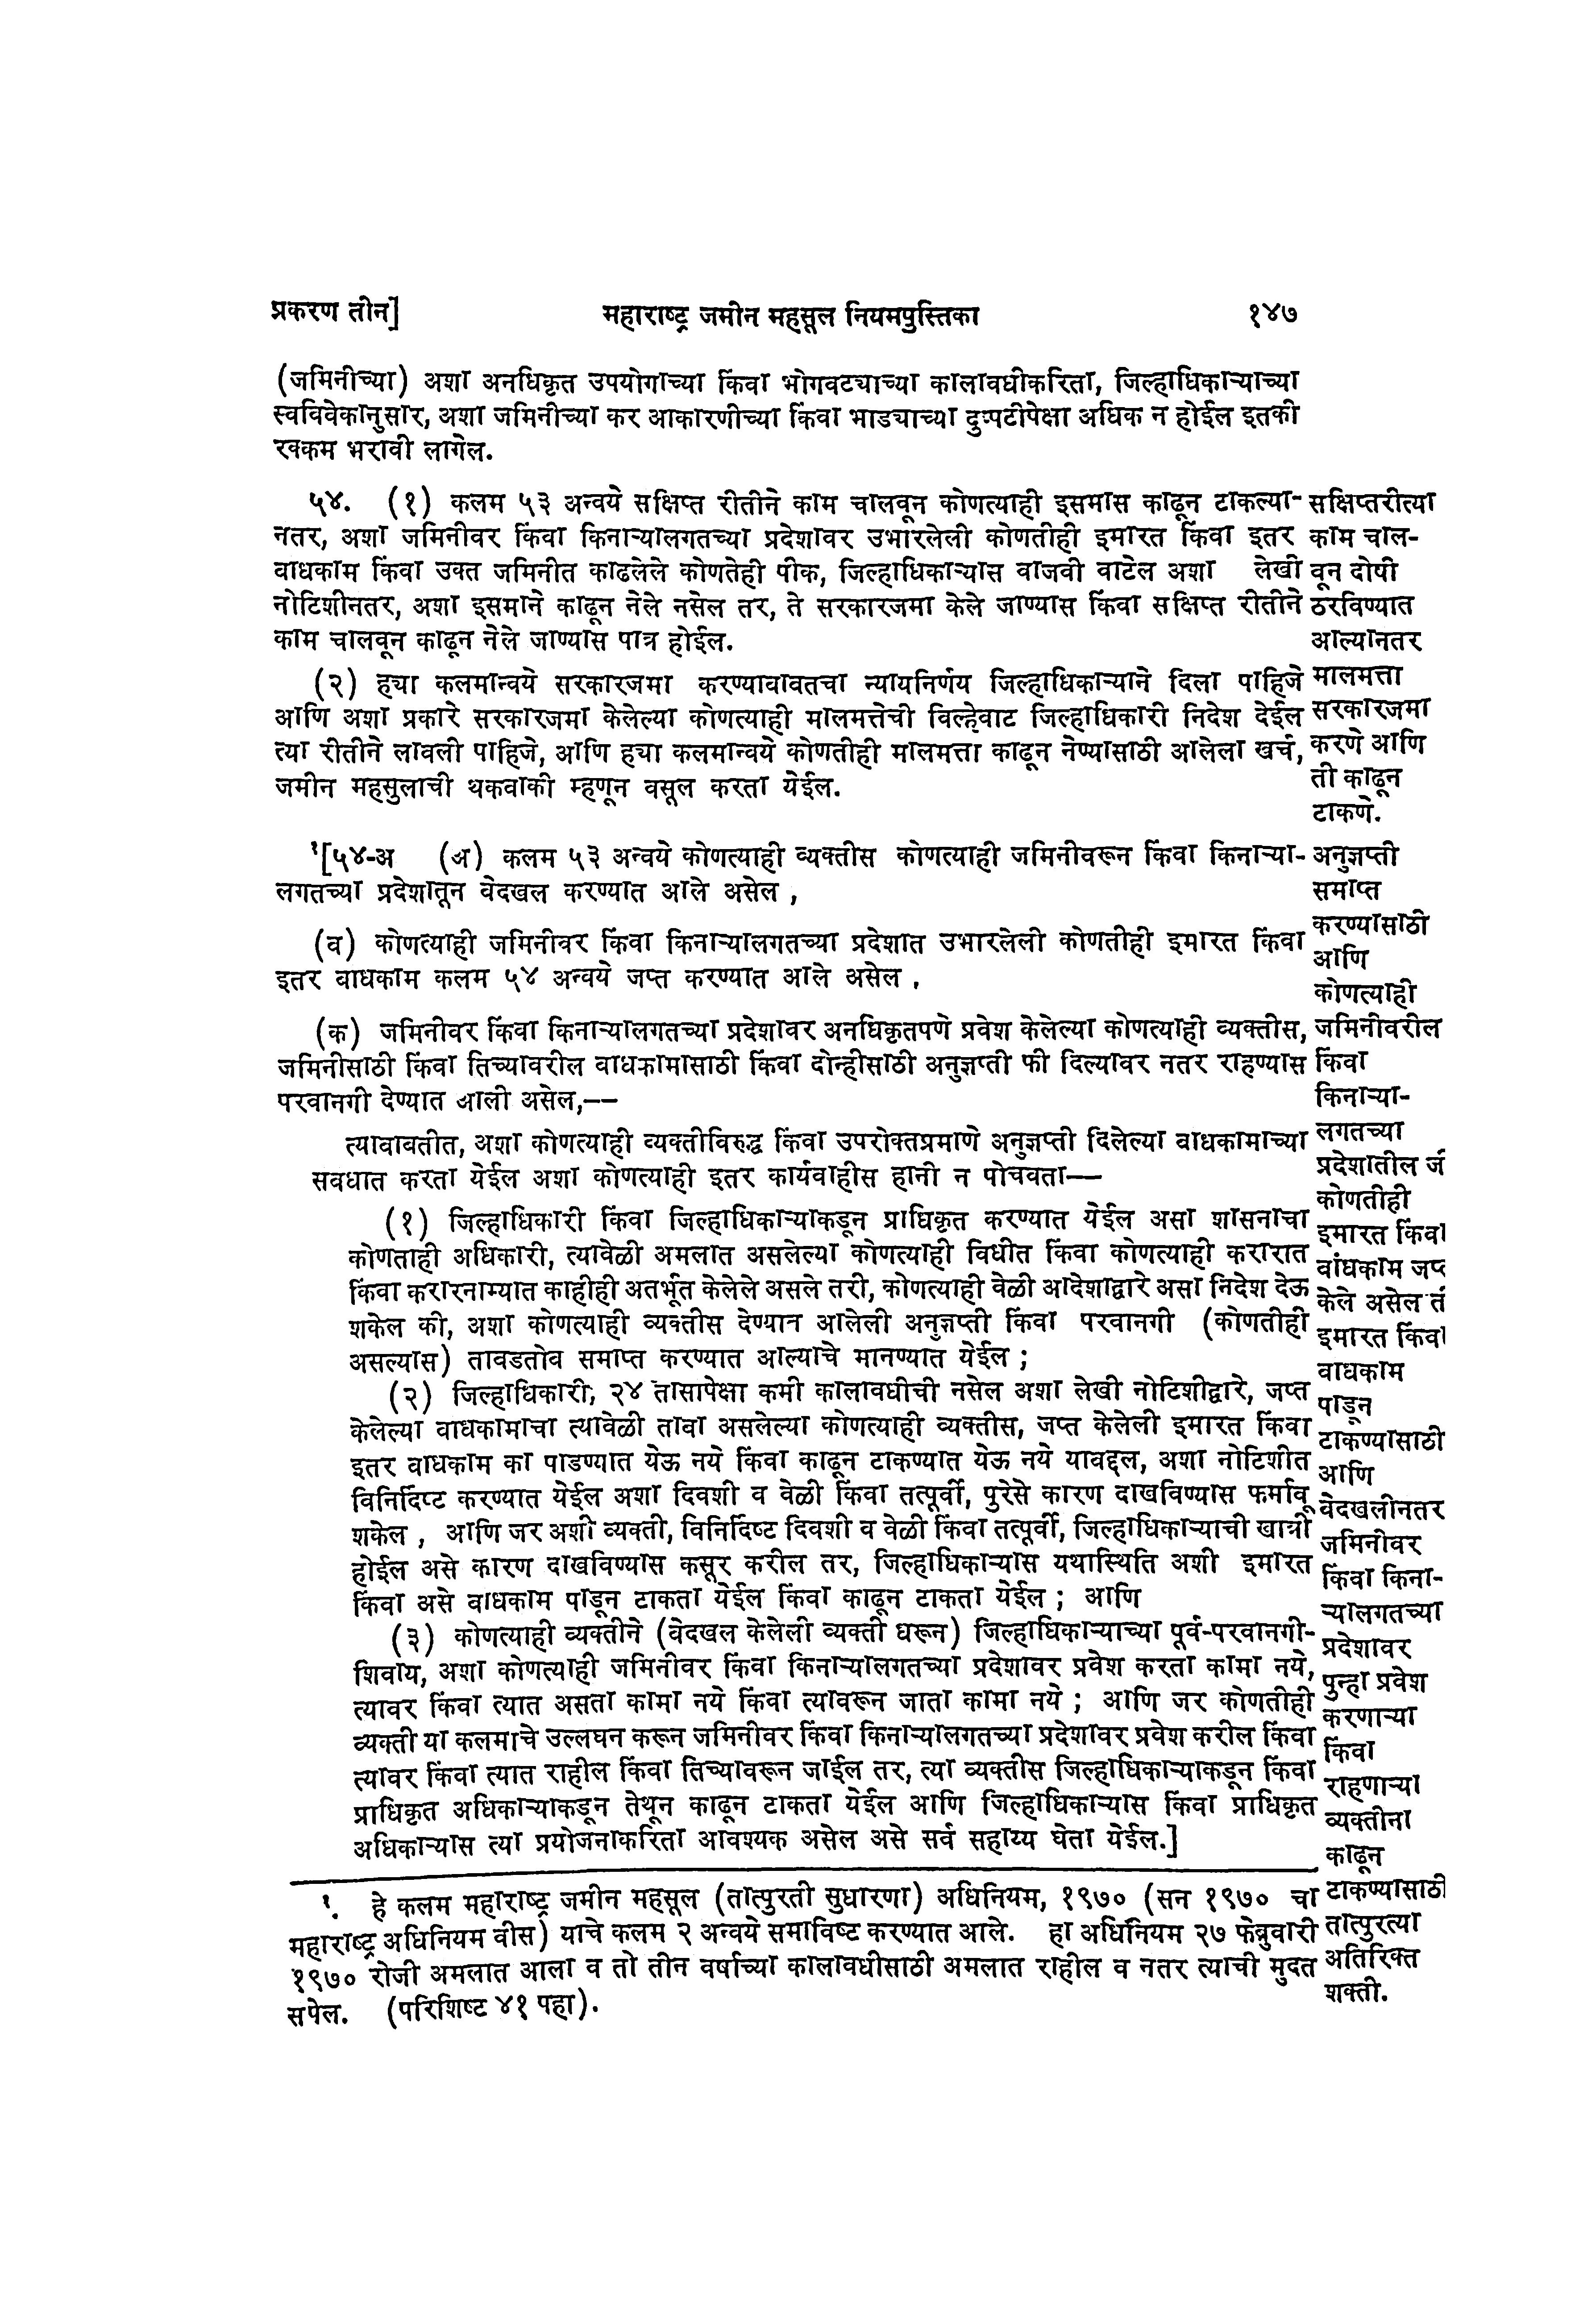 प्रकरण तीन] महाराष्ट्र जमीन महसूल नियमपुस्तिका १४७
(जमिनीच्या) अशा अनधिकृत उपयोगाच्या किंवा भोगवट्याच्या कालावधीकरिता, जिल्हाधिकाऱ्याच्या
स्वविवेकानुसार, अशा जमिनीच्या कर आकारणीच्या किंवा भाड्याच्या दुप्पटीपेक्षा अधिक न होईल इतकी
रक्कम भरावी लागेल.
५४. (१) कलम ५३ अन्वये सक्षिप्त रीतीने काम चालवून कोणत्याही इसमास काढून टाकल्या-
नतर, अशा जमिनीवर किंवा किनाऱ्यालगतच्या प्रदेशावर उभारलेली कोणतीही इमारत किंवा इतर
वाधकाम किंवा उक्त जमिनीत काढलेले कोणतेही पीक, जिल्हाधिकाऱ्यास वाजवी वाटेल अशा लेखी
नोटिशीनतर, अशा इसमाने काढून नेले नसेल तर, ते सरकारजमा केले जाण्यास किंवा सक्षिप्त रीतीने
काम चालवून काढून नेले जाण्यास पात्र होईल.
(२) ह्या कलमान्वये सरकारजमा करण्यावावतचा न्यायनिर्णय जिल्हाधिकाऱ्याने दिला पाहिजे
आणि अशा प्रकारे सरकारजमा केलेल्या कोणत्याही मालमत्तेची विल्हेवाट जिल्हाधिकारी निदेश देईल
त्या रीतीने लावली पाहिजे, आणि ह्या कलमान्वये कोणतीही मालमत्ता काढून नेण्यासाठी आलेला खर्च,
जमीन महसुलाची थकवाकी म्हणून वसूल करता येईल.
सक्षिप्तरीत्या
काम चाल-
वून दोषी
ठरविण्यात
आल्यानतर
मालमत्ता
सरकारजमा
करणे आणि
ती काढून
टाकणे.
१[५४-अ (अ) कलम ५३ अन्वये कोणत्याही व्यक्तीस कोणत्याही जमिनीवरून किंवा किनाऱ्या-
लगतच्या प्रदेशातून वेदखल करण्यात आले असेल,
(व) कोणत्याही जमिनीवर किंवा किनाऱ्यालगतच्या प्रदेशात उभारलेली कोणतीही इमारत किंवा
इतर वाधकाम कलम ५४ अन्वये जप्त करण्यात आले असेल,
(क) जमिनीवर किंवा किनाऱ्यालगतच्या प्रदेशावर अनधिकृतपणे प्रवेश केलेल्या कोणत्याही व्यक्तीस,
जमिनीसाठी किंवा तिच्यावरील वाधकामासाठी किंवा दोन्हीसाठी अनुज्ञप्ती फी दिल्यावर नतर राहण्यास
परवानगी देण्यात आली असेल,--
त्यावावतीत, अशा कोणत्याही व्यक्तीविरुद्ध किंवा उपरोक्तप्रमाणे अनुज्ञप्ती दिलेल्या वाधकामाच्या
सवधात करता येईल अशा कोणत्याही इतर कार्यवाहीस हानी न पोचवता--
(१) जिल्हाधिकारी किंवा जिल्हाधिकाऱ्याकडून प्राधिकृत करण्यात येईल असा शासनाचा
कोणताही अधिकारी, त्यावेळी अमलात असलेल्या कोणत्याही विधीत किंवा कोणत्याही करारात
किंवा करारनाम्यात काहीही अतर्भूत केलेले असले तरी, कोणत्याही वेळी आदेशाद्वारे असा निदेश देऊ
शकेल की, अशा कोणत्याही व्यक्तीस देण्यात आलेली अनुज्ञप्ती किंवा परवानगी (कोणतीही
असल्यास) तावडतोव समाप्त करण्यात आल्याचे मानण्यात येईल;
(२) जिल्हाधिकारी, २४ तासापेक्षा कमी कालावधीची नसेल अशा लेखी नोटिशीद्वारे, जप्त
केलेल्या वाधकामाचा त्यावेळी तावा असलेल्या कोणत्याही व्यक्तीस, जप्त केलेली इमारत किंवा
इतर वाधकाम का पाडण्यात येऊ नये किंवा काढून टाकण्यात येऊ नये यावद्दल, अशा नोटिशीत
विनिर्दिष्ट करण्यात येईल अशा दिवशी व वेळी किंवा तत्पूर्वी, पुरेसे कारण दाखविण्यास फर्मावू
शकेल, आणि जर अशी व्यक्ती, विनिर्दिष्ट दिवशी व वेळी किंवा तत्पूर्वी, जिल्हाधिकाऱ्याची खात्री
होईल असे कारण दाखविण्यास कसूर करील तर, जिल्हाधिकाऱ्यास यथास्थिति अशी इमारत
किंवा असे वाधकाम पाडून टाकता येईल किंवा काढून टाकता येईल; आणि
(३) कोणत्याही व्यक्तीने (वेदखल केलेली व्यक्ती धरून) जिल्हाधिकाऱ्याच्या पूर्व-परवानगी-
शिवाय, अशा कोणत्याही जमिनीवर किंवा किनाऱ्यालगतच्या प्रदेशावर प्रवेश करता कामा नये,
त्यावर किंवा त्यात असता कामा नये किंवा त्यावरून जाता कामा नये; आणि जर कोणतीही
व्यक्ती या कलमाचे उल्लघन करून जमिनीवर किंवा किनाऱ्यालगतच्या प्रदेशावर प्रवेश करील किंवा
त्यावर किंवा त्यात राहील किंवा तिच्यावरून जाईल तर, त्या व्यक्तीस जिल्हाधिकाऱ्याकडून किंवा
प्राधिकृत अधिकाऱ्याकडून तेथून काढून टाकता येईल आणि जिल्हाधिकाऱ्यास किंवा प्राधिकृत
अधिकाऱ्यास त्या प्रयोजनाकरिता आवश्यक असेल असे सर्व सहाय्य घेता येईल.]
अनुज्ञप्ती
समाप्त
करण्यासाठी
आणि
कोणत्याही
जमिनीवरील
किंवा
किनाऱ्या-
लगतच्या
प्रदेशातील
कोणतीही
इमारत किंवा
वांधकाम
केले असेल
इमारत किंवा
वाधकाम
पाडून
टाकण्यासाठी
आणि
वेदखलीनतर
जमिनीवर
किंवा किना-
ऱ्यालगतच्या
प्रदेशावर
पुन्हा प्रवेश
करणाऱ्या
किंवा
राहणाऱ्या
व्यक्तीना
काढून
टाकण्यासाठी
तात्पुरत्या
अतिरिक्त
शक्ती.
१. हे कलम महाराष्ट्र जमीन महसूल (तात्पुरती सुधारणा) अधिनियम, १९७० (सन १९७० चा
महाराष्ट्र अधिनियम वीस) याचे कलम २ अन्वये समाविष्ट करण्यात आले. हा अधिनियम २७ फेब्रुवारी
१९७० रोजी अमलात आला व तो तीन वर्षाच्या कालावधीसाठी अमलात राहील व नतर त्याची मुदत
सपेल. (परिशिष्ट ४१ पहा).